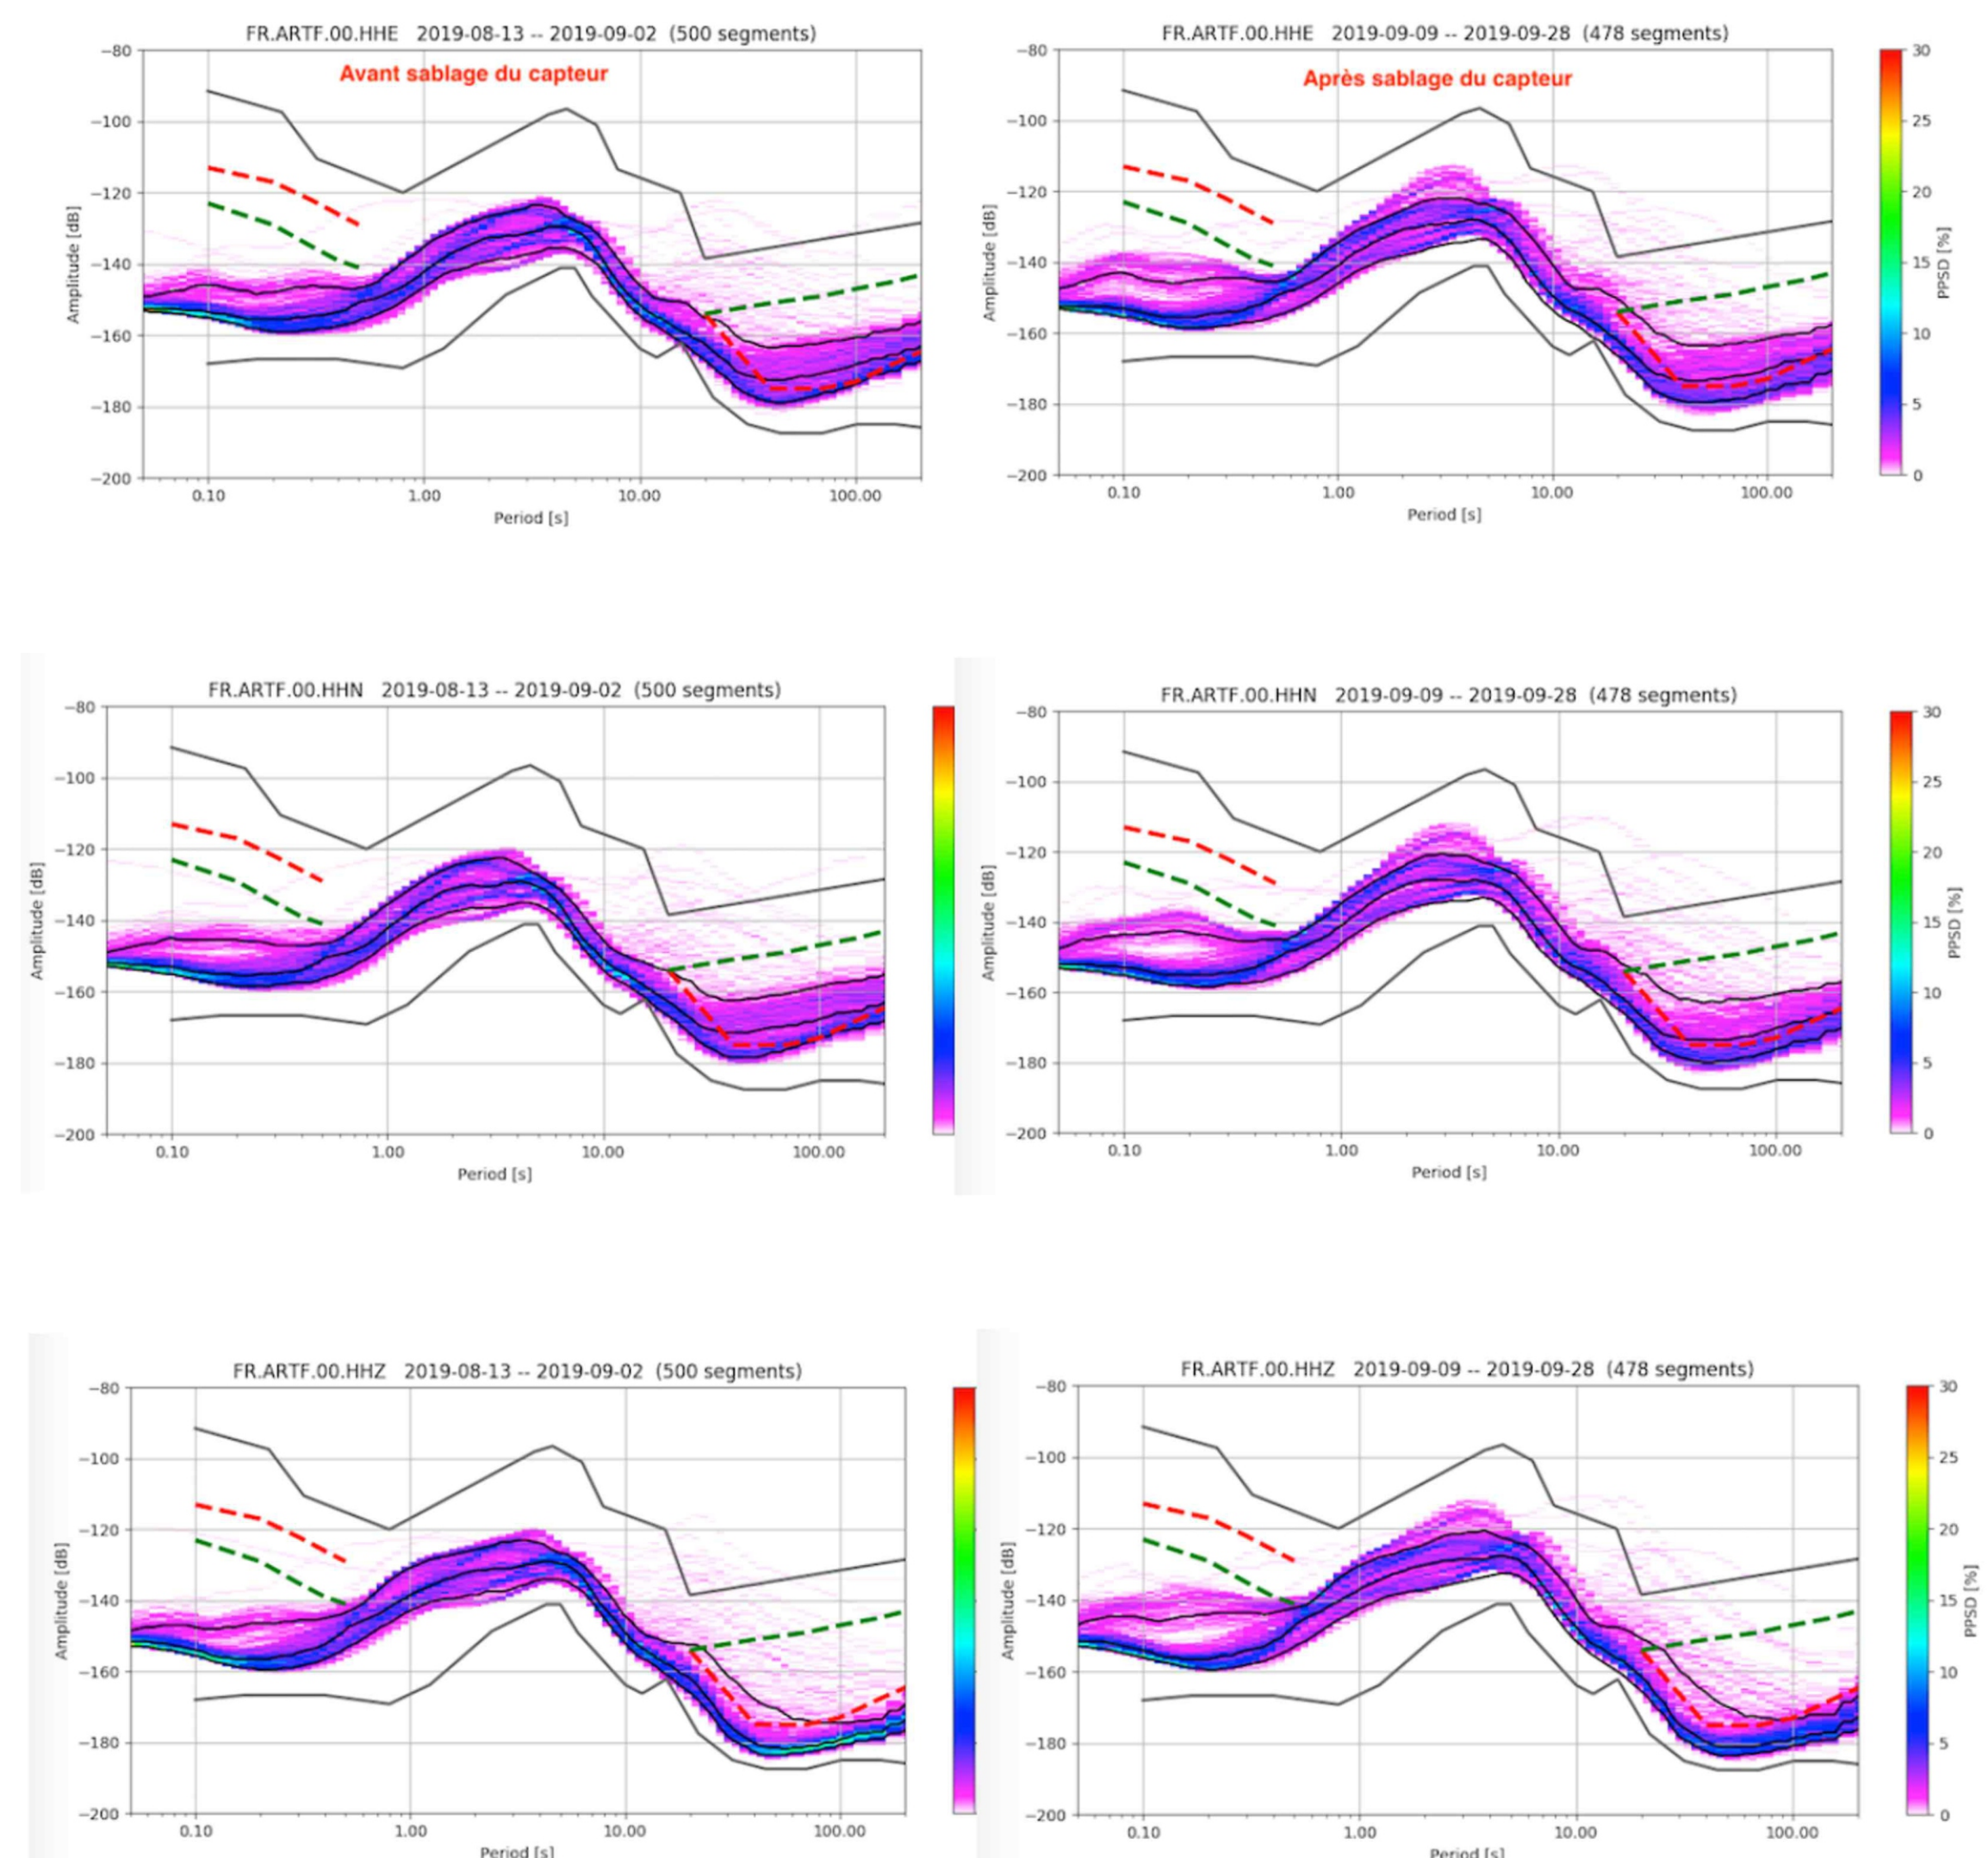 FR.ARTF.00.HHE 2019-08-13 -- 2019-09-02 (500 segments)
Avant sablage du capteur
−80
−100
−120
−140
−160
−180
−200
Amplitude [dB]
0.10 1.00 10.00 100.00
Period [s]
FR.ARTF.00.HHE 2019-09-09 -- 2019-09-28 (478 segments)
Après sablage du capteur
−80
−100
−120
−140
−160
−180
−200
Amplitude [dB]
0.10 1.00 10.00 100.00
Period [s]
30
25
20
15
10
5
0
PPSD [%]
FR.ARTF.00.HHN 2019-08-13 -- 2019-09-02 (500 segments)
−80
−100
−120
−140
−160
−180
−200
Amplitude [dB]
0.10 1.00 10.00 100.00
Period [s]
FR.ARTF.00.HHN 2019-09-09 -- 2019-09-28 (478 segments)
−80
−100
−120
−140
−160
−180
−200
Amplitude [dB]
0.10 1.00 10.00 100.00
Period [s]
30
25
20
15
10
5
0
PPSD [%]
FR.ARTF.00.HHZ 2019-08-13 -- 2019-09-02 (500 segments)
−80
−100
−120
−140
−160
−180
−200
Amplitude [dB]
0.10 1.00 10.00 100.00
Period [s]
FR.ARTF.00.HHZ 2019-09-09 -- 2019-09-28 (478 segments)
−80
−100
−120
−140
−160
−180
−200
Amplitude [dB]
0.10 1.00 10.00 100.00
Period [s]
30
25
20
15
10
5
0
PPSD [%]